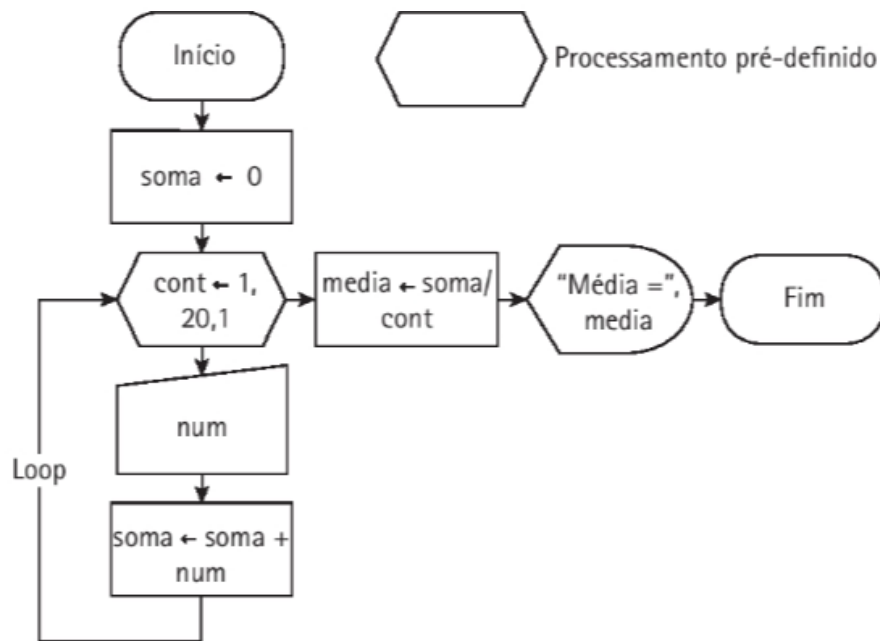 Início
Processamento pré-definido
soma ← 0
cont ← 1,
20,1
media ← soma/
cont
"Média =",
media
Fim
num
Loop
soma ← soma +
num